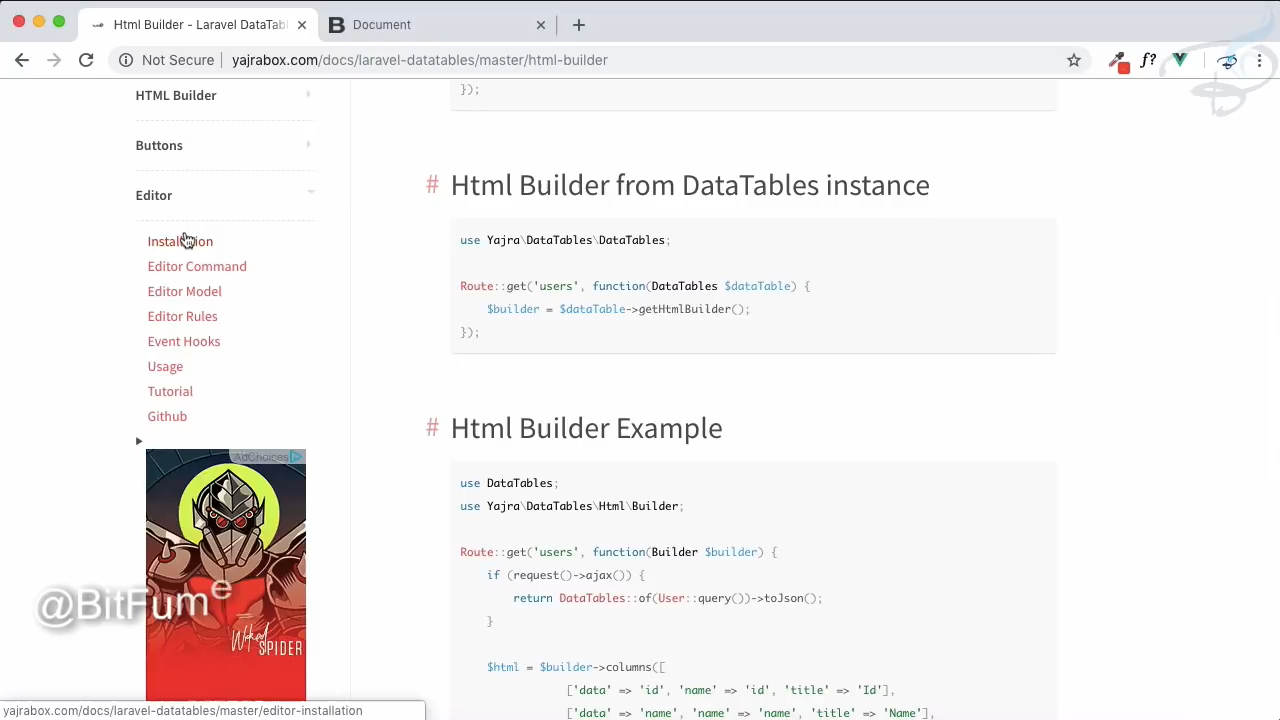 Html Builder - Laravel DataTabl
Document
Not Secure
yajrabox.com/docs/laravel-datatables/master/html-builder
f?
HTML Builder
Buttons
Editor
Installation
Editor Command
Editor Model
Editor Rules
Event Hooks
Usage
Tutorial
Github
AdChoices
Wicked
SPIDER
@BitFume
});
# Html Builder from DataTables instance
use Yajra\DataTables\DataTables;
Route::get('users', function(DataTables $dataTable) {
$builder = $dataTable->getHtmlBuilder();
});
# Html Builder Example
use DataTables;
use Yajra\DataTables\Html\Builder;
Route::get('users', function(Builder $builder) {
if (request()->ajax()) {
return DataTables::of(User::query())->toJson();
}
$html = $builder->columns([
['data' => 'id', 'name' => 'id', 'title' => 'Id'],
['data' => 'name', 'name' => 'name', 'title' => 'Name'],
yajrabox.com/docs/laravel-datatables/master/editor-installation